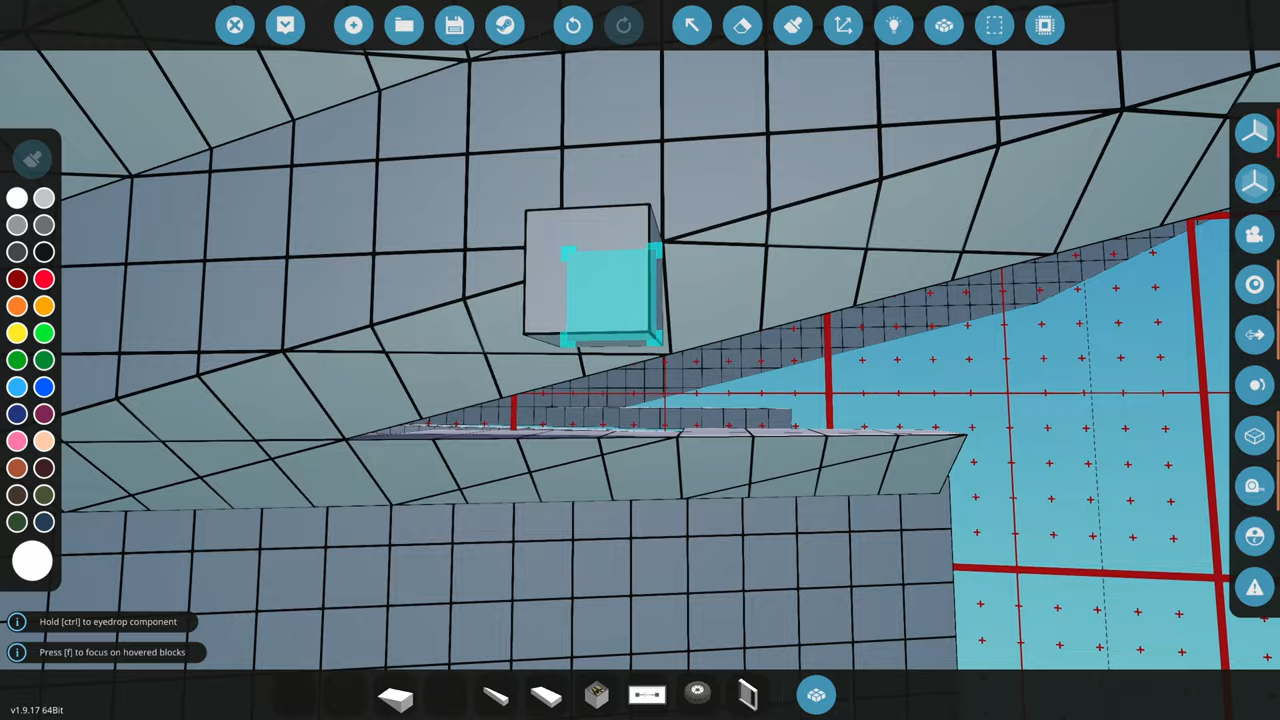 Hold [ctrl] to eyedrop component
Press [f] to focus on hovered blocks
v1.9.17 64Bit